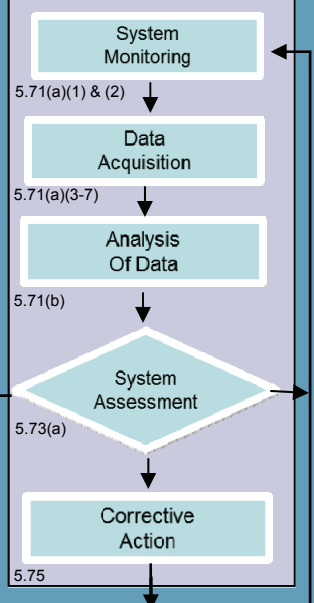 System
Monitoring
5.71(a)(1) & (2)
Data
Acquisition
5.71(a)(3-7)
Analysis
Of Data
5.71(b)
System
Assessment
5.73(a)
Corrective
Action
5.75